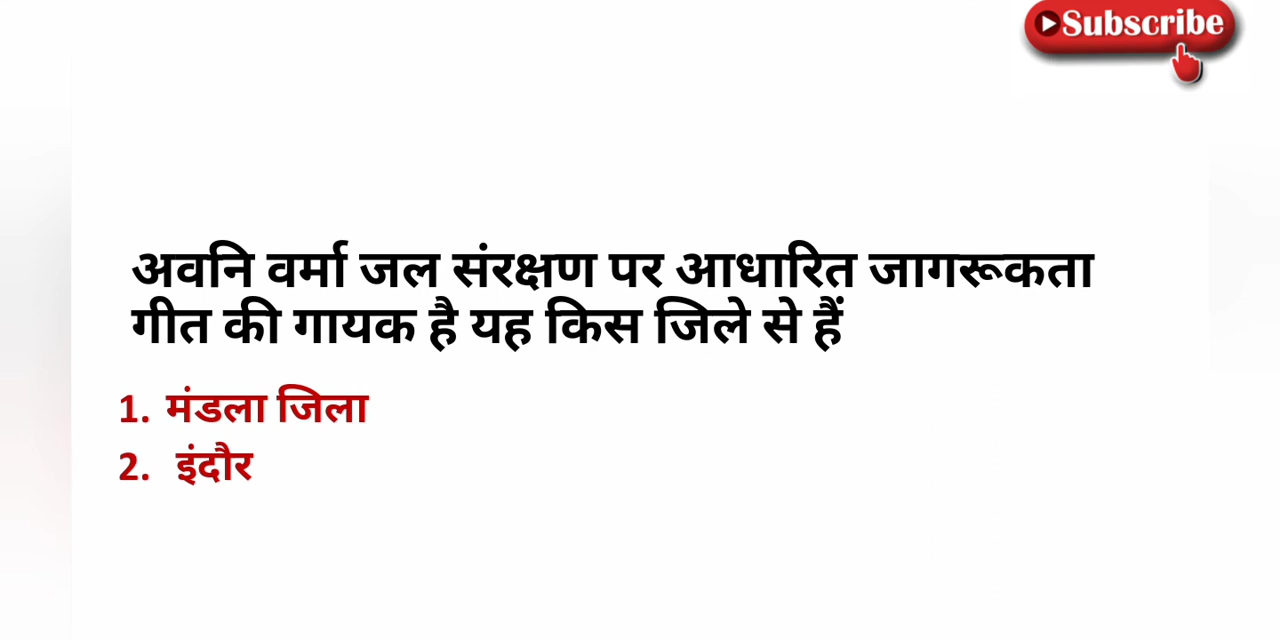 Subscribe
अवनि वर्मा जल संरक्षण पर आधारित जागरूकता
गीत की गायक है यह किस जिले से हैं
1. मंडला जिला
2. इंदौर